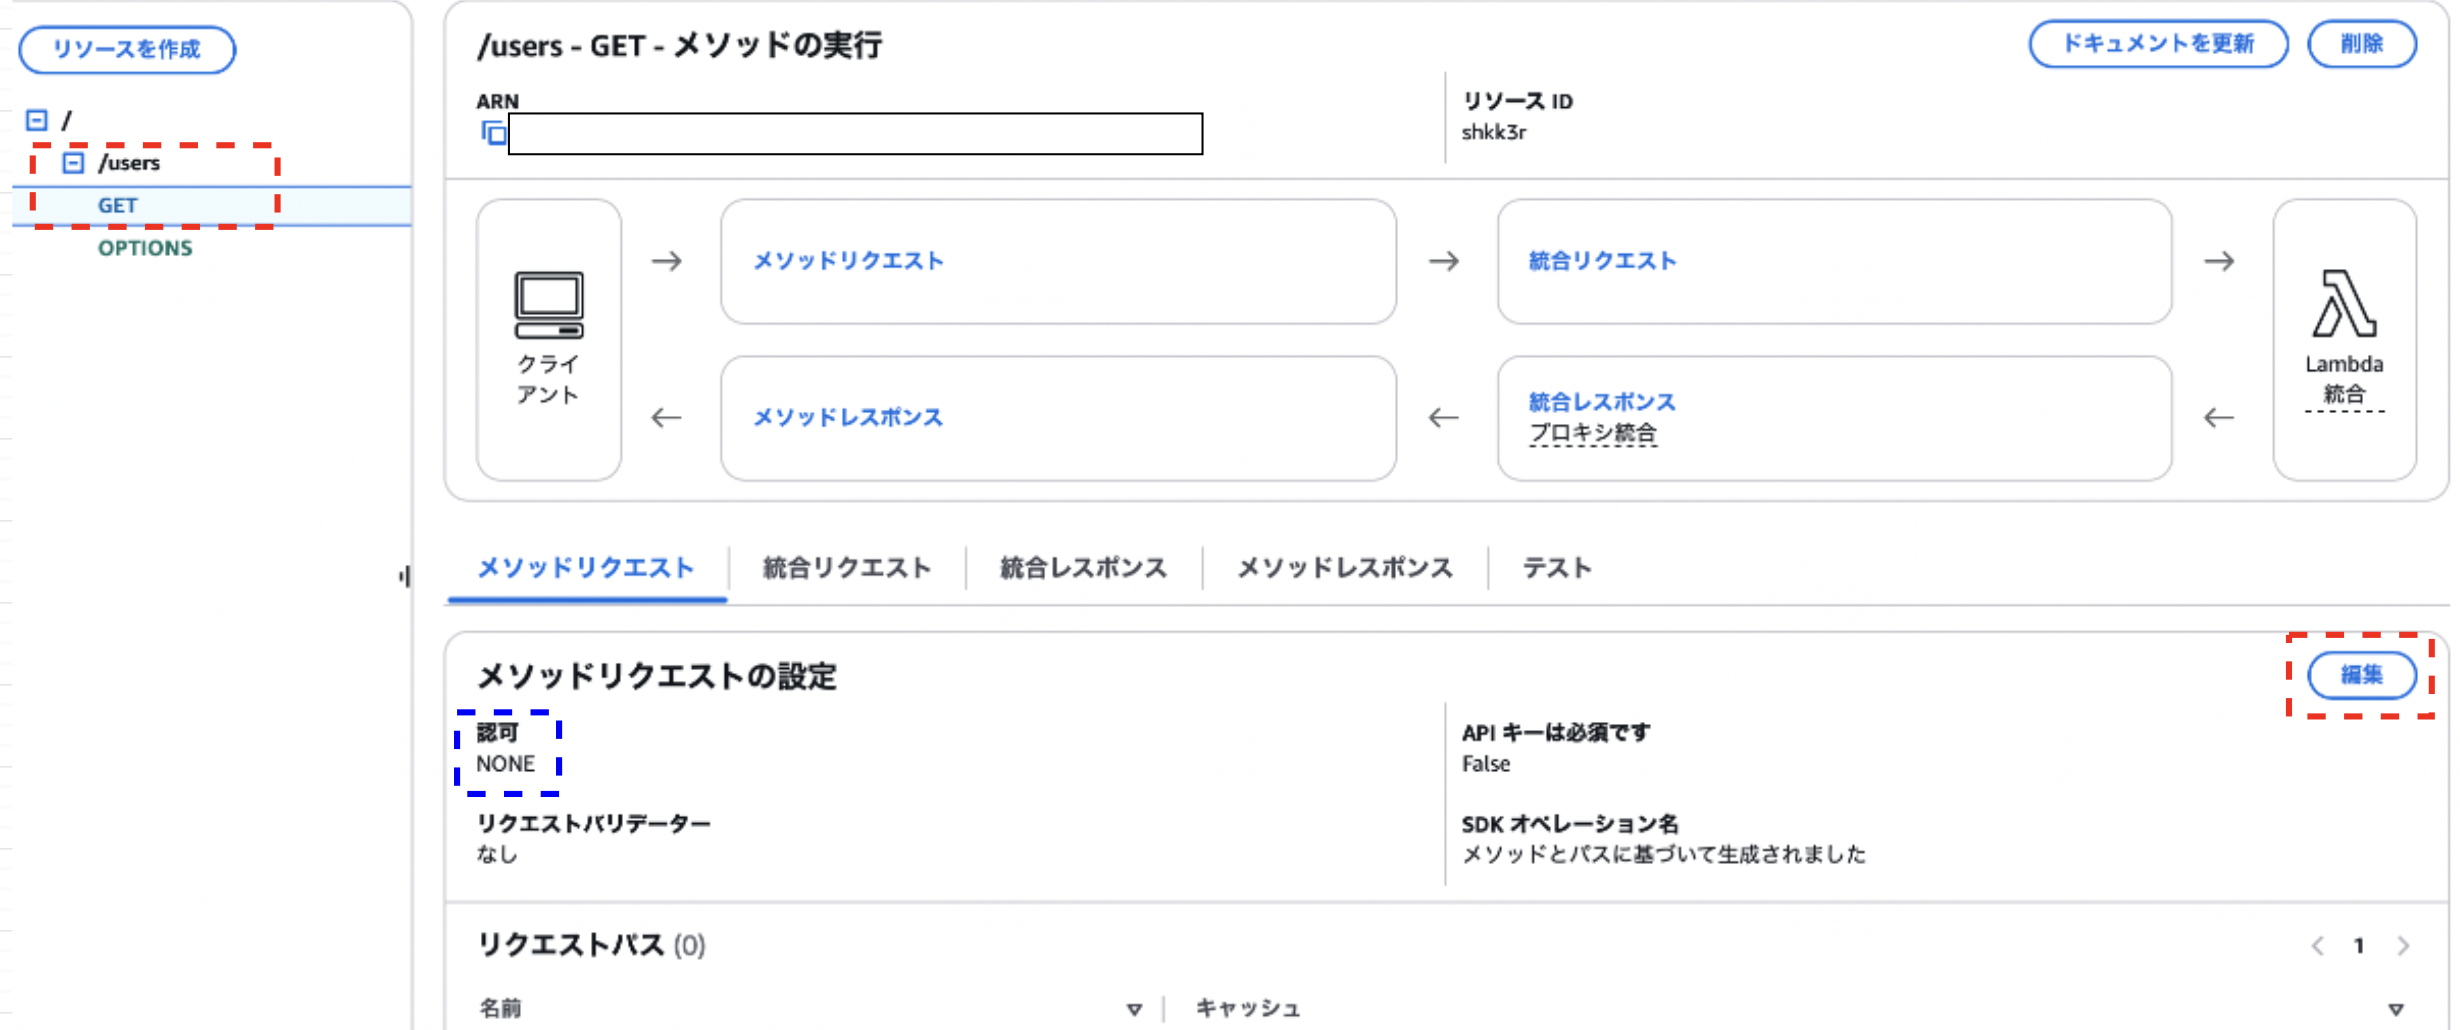 リソースを作成
/
/users
GET
OPTIONS
/users - GET - メソッドの実行
ドキュメントを更新
削除
ARN
リソース ID
shkk3r
クライ
アント
メソッドリクエスト
統合リクエスト
メソッドレスポンス
統合レスポンス
プロキシ統合
Lambda
統合
メソッドリクエスト
統合リクエスト
統合レスポンス
メソッドレスポンス
テスト
メソッドリクエストの設定
編集
認可
NONE
API キーは必須です
False
リクエストバリデーター
なし
SDK オペレーション名
メソッドとパスに基づいて生成されました
リクエストパス (0)
1
名前
キャッシュ